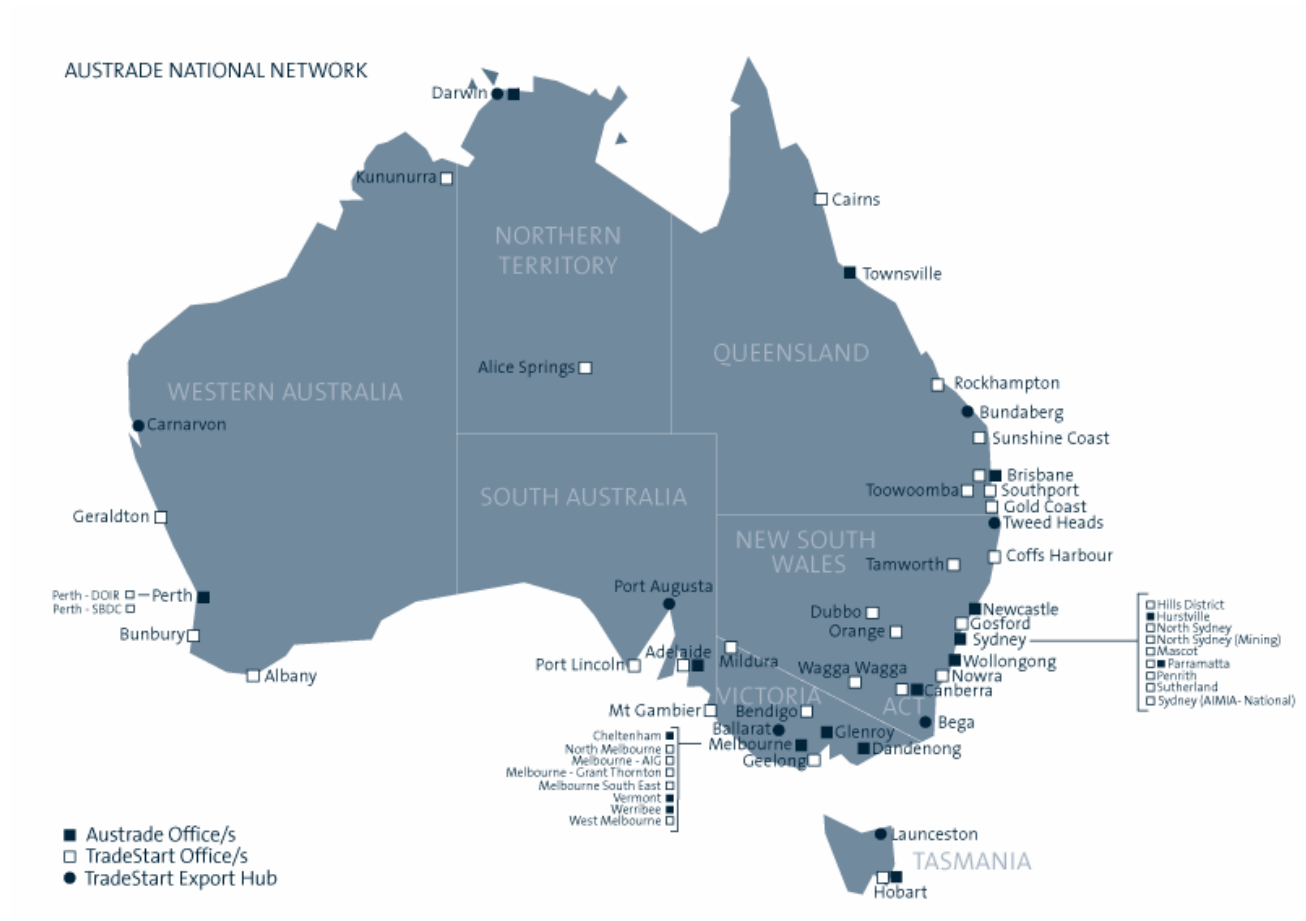 AUSTRADE NATIONAL NETWORK
Darwin
Kununurra
Cairns
NORTHERN
TERRITORY
Townsville
QUEENSLAND
Alice Springs
Rockhampton
WESTERN AUSTRALIA
Bundaberg
Carnarvon
Sunshine Coast
Brisbane
Toowoomba
Southport
SOUTH AUSTRALIA
Gold Coast
Geraldton
Tweed Heads
NEW SOUTH
WALES
Coffs Harbour
Tamworth
Port Augusta
Perth - DOIR
Perth
Perth - SBDC
Newcastle
Dubbo
Gosford
Orange
Bunbury
Sydney
Hills District
Hurstville
North Sydney
North Sydney (Mining)
Mascot
Parramatta
Penrith
Sutherland
Sydney (AIMIA- National)
Adelaide
Mildura
Wollongong
Port Lincoln
Wagga Wagga
Albany
Nowra
Canberra
VICTORIA
ACT
Mt Gambier
Bendigo
Bega
Ballarat
Glenroy
Melbourne
Dandenong
Geelong
Cheltenham
North Melbourne
Melbourne - AIG
Melbourne - Grant Thornton
Melbourne South East
Vermont
Werribee
West Melbourne
Launceston
TASMANIA
Hobart
Austrade Office/s
TradeStart Office/s
TradeStart Export Hub